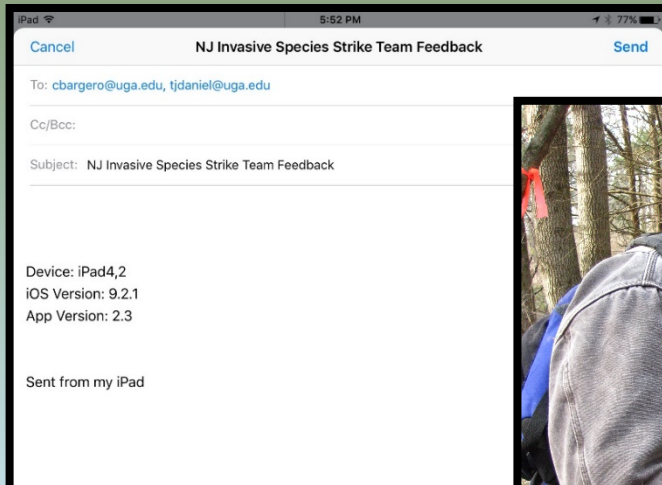 iPad 5:52 PM 77%
Cancel NJ Invasive Species Strike Team Feedback Send
To: cbargero@uga.edu, tjdaniel@uga.edu
Cc/Bcc:
Subject: NJ Invasive Species Strike Team Feedback
Device: iPad4,2
iOS Version: 9.2.1
App Version: 2.3
Sent from my iPad